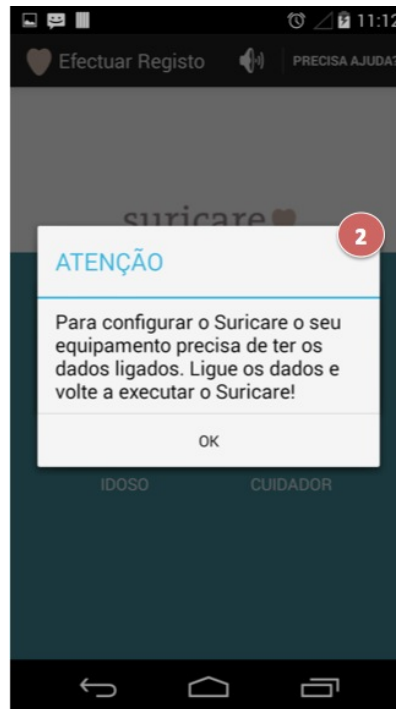 11:12
Efectuar Registo
PRECISA AJUDA?
suricare
2
ATENÇÃO
Para configurar o Suricare o seu
equipamento precisa de ter os
dados ligados. Ligue os dados e
volte a executar o Suricare!
OK
IDOSO
CUIDADOR